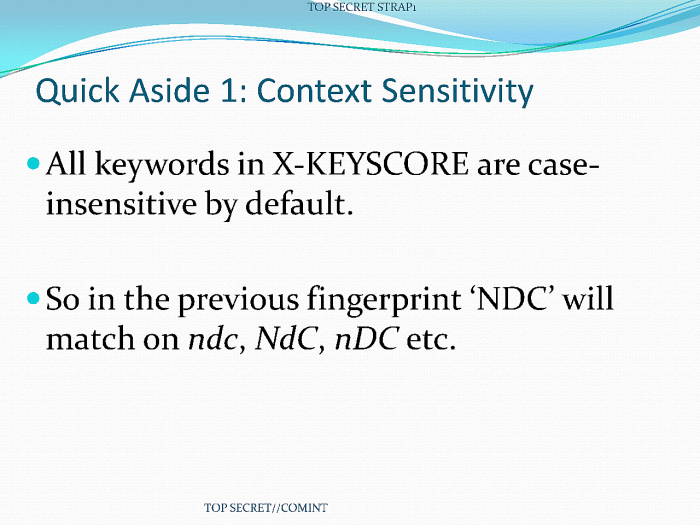 TOP SECRET STRAP1
Quick Aside 1: Context Sensitivity
All keywords in X-KEYSCORE are case-
insensitive by default.
So in the previous fingerprint ‘NDC’ will
match on ndc, NdC, nDC etc.
TOP SECRET//COMINT